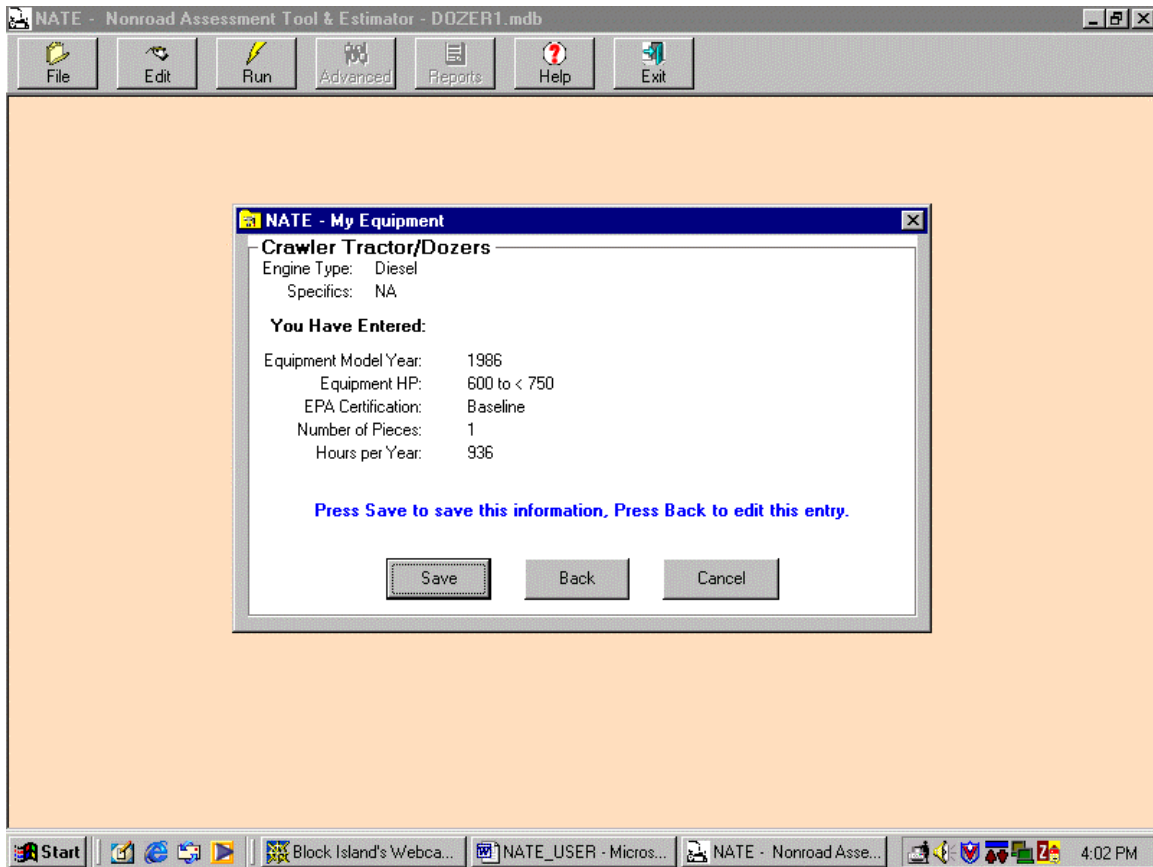 NATE - Nonroad Assessment Tool & Estimator - DOZER1.mdb
File Edit Run Advanced Reports Help Exit
NATE - My Equipment
Crawler Tractor/Dozers
Engine Type: Diesel
Specifics: NA
You Have Entered:
Equipment Model Year: 1986
Equipment HP: 600 to < 750
EPA Certification: Baseline
Number of Pieces: 1
Hours per Year: 936
Press Save to save this information, Press Back to edit this entry.
Save Back Cancel
Start Block Island's Webca... NATE_USER - Micros... NATE - Nonroad Asse... 4:02 PM